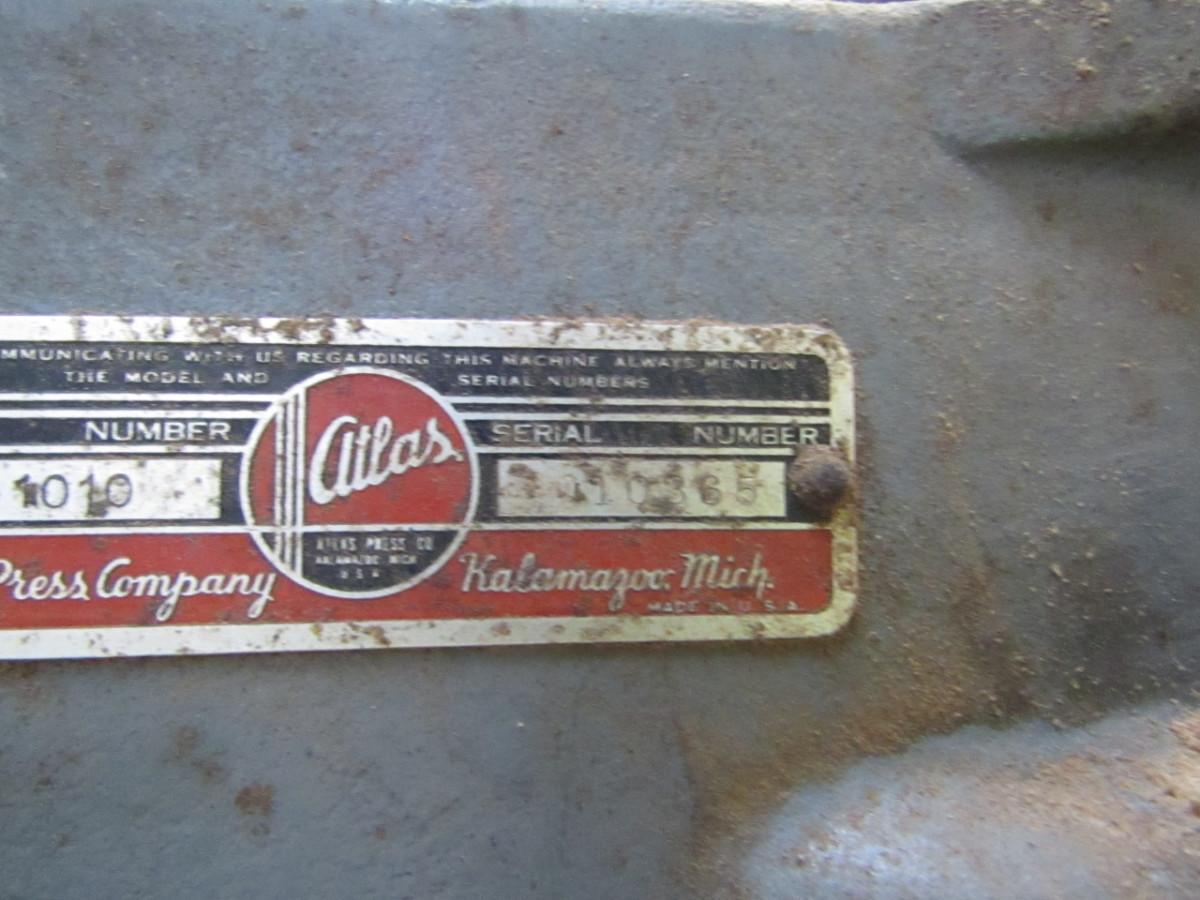 MMUNICATING WITH US REGARDING THIS MACHINE ALWAYS MENTION
THE MODEL AND SERIAL NUMBERS
NUMBER SERIAL NUMBER
1010 Atlas
ATLAS PRESS CO
KALAMAZOO MICH
U S A
Press Company Kalamazoo, Mich.
MADE IN U.S.A.